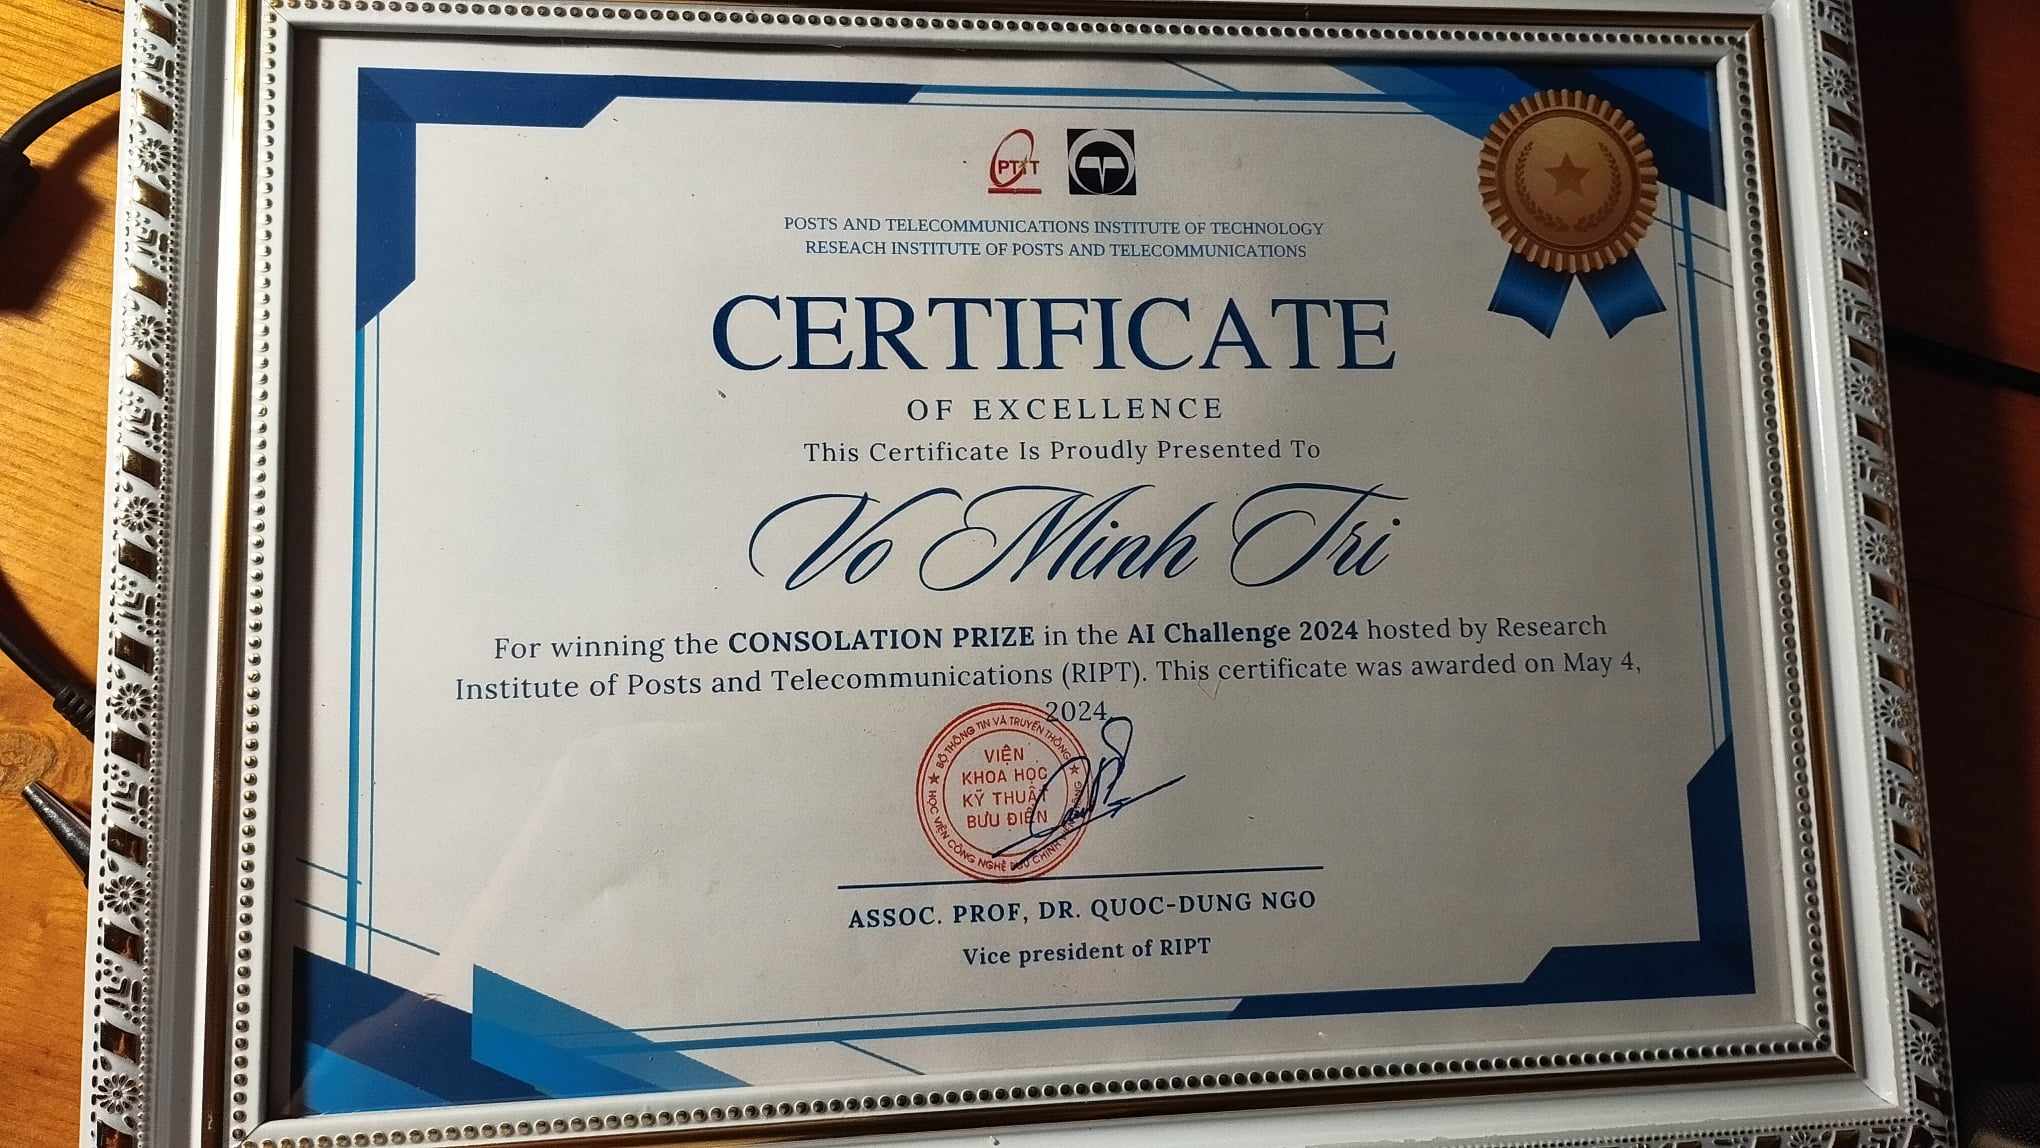 PTIT
POSTS AND TELECOMMUNICATIONS INSTITUTE OF TECHNOLOGY
RESEACH INSTITUTE OF POSTS AND TELECOMMUNICATIONS
CERTIFICATE
OF EXCELLENCE
This Certificate Is Proudly Presented To
Vo Minh Tri
For winning the CONSOLATION PRIZE in the AI Challenge 2024 hosted by Research
Institute of Posts and Telecommunications (RIPT). This certificate was awarded on May 4,
2024.
BỘ THÔNG TIN VÀ TRUYỀN THÔNG
VIỆN
KHOA HỌC
KỸ THUẬT
BƯU ĐIỆN
HỌC VIỆN CÔNG NGHỆ BƯU CHÍNH VIỄN THÔNG
ASSOC. PROF, DR. QUOC-DUNG NGO
Vice president of RIPT